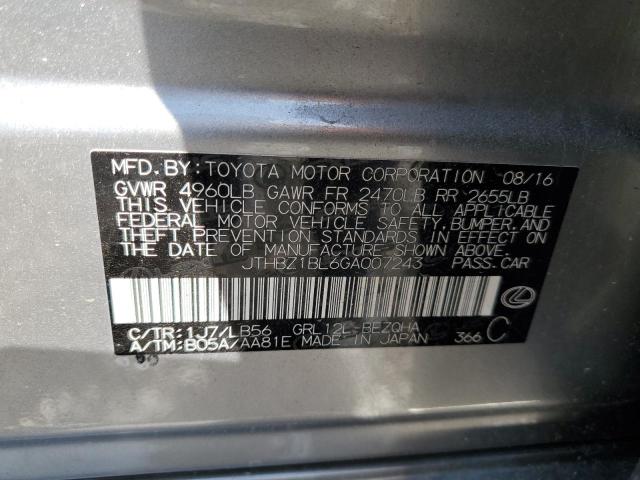 MFD. BY: TOYOTA MOTOR CORPORATION 08/16
GVWR 4960LB GAWR FR 2470LB RR 2655LB
THIS VEHICLE CONFORMS TO ALL APPLICABLE
FEDERAL MOTOR VEHICLE SAFETY, BUMPER, AND
THEFT PREVENTION STANDARDS IN EFFECT ON
THE DATE OF MANUFACTURE SHOWN ABOVE.
JTHBZ1BL6GA007243 PASS.CAR
C/TR: 1J7/LB56 GRL12L-BEZQHA
A/TM: B05A/AA81E MADE IN JAPAN 366 C